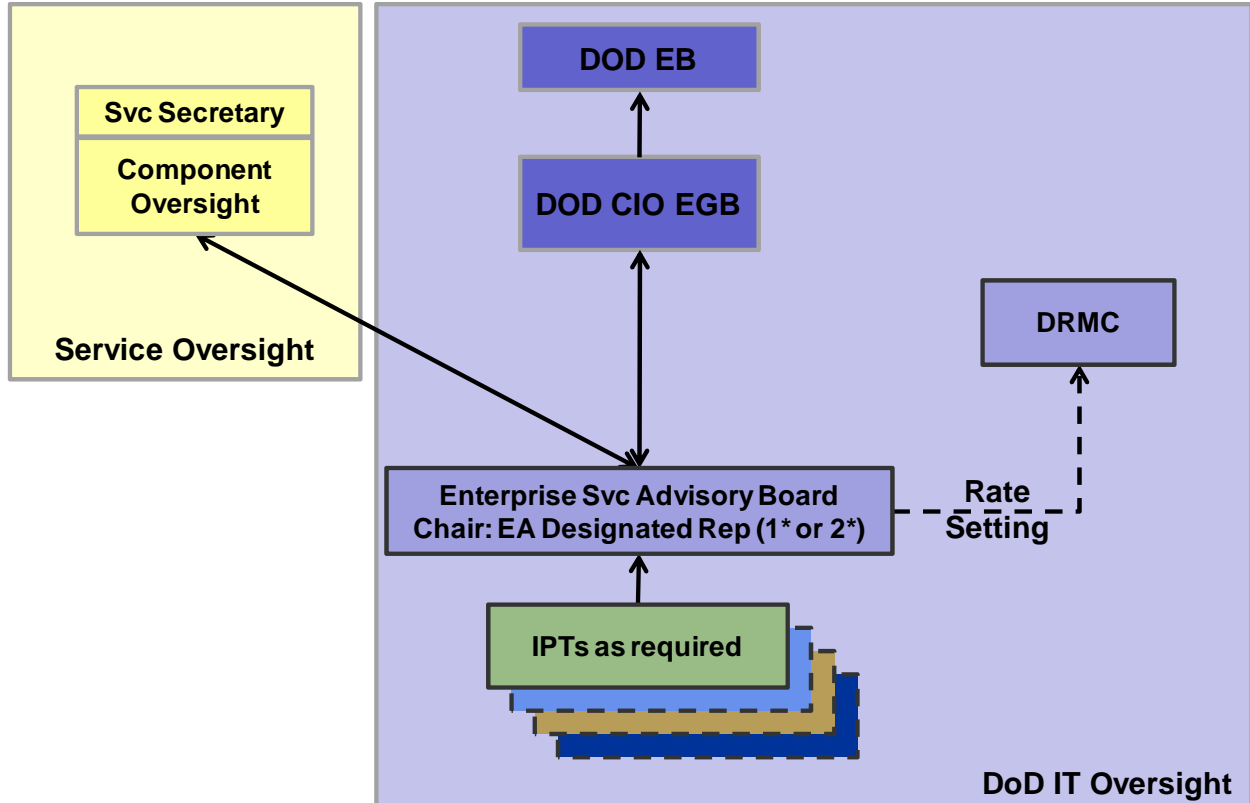 DOD EB
Svc Secretary
Component
Oversight
DOD CIO EGB
DRMC
Service Oversight
Enterprise Svc Advisory Board
Chair: EA Designated Rep (1* or 2*)
Rate
Setting
IPTs as required
DoD IT Oversight